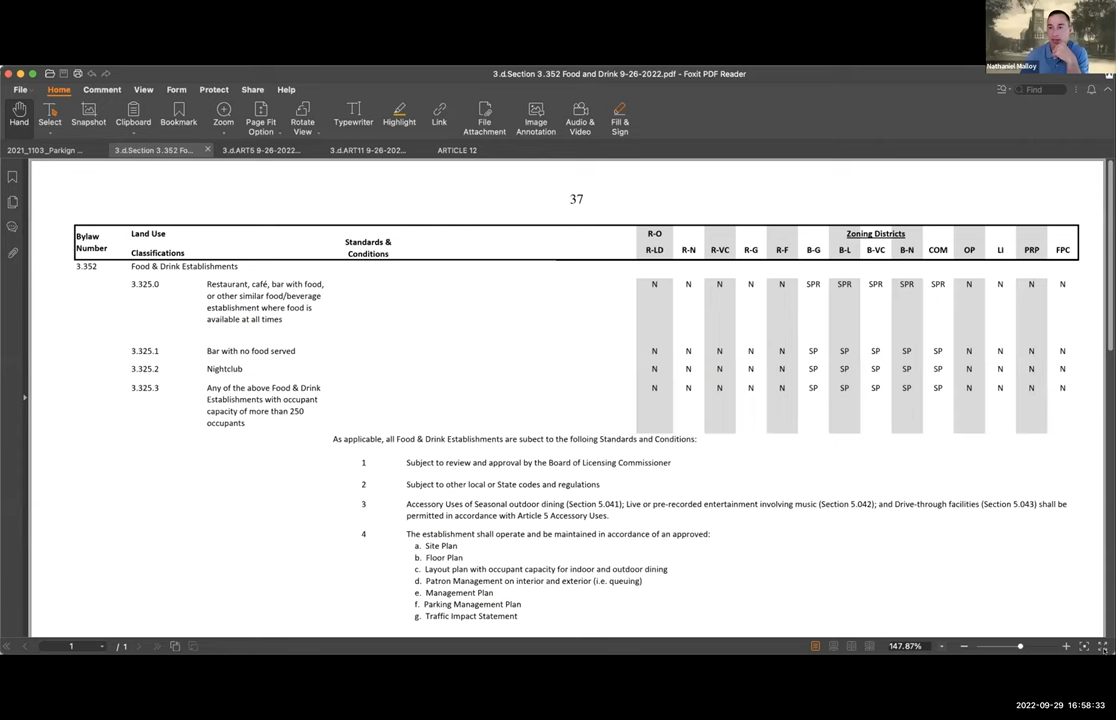 Nathaniel Malloy
3.d.Section 3.352 Food and Drink 9-26-2022.pdf - Foxit PDF Reader
File Home Comment View Form Protect Share Help Find
Hand Select Snapshot Clipboard Bookmark Zoom Page Fit Option Rotate View Typewriter Highlight Link File Attachment Image Annotation Audio & Video Fill & Sign
2021_1103_Parkign ... 3.d.Section 3.352 Fo... 3.d.ART5 9-26-2022... 3.d.ART11 9-26-202... ARTICLE 12
37
Bylaw Number Land Use Classifications Standards & Conditions Zoning Districts
R-O R-LD R-N R-VC R-G R-F B-G B-L B-VC B-N COM OP LI PRP FPC
3.352 Food & Drink Establishments
3.325.0 Restaurant, café, bar with food, N N N N N SPR SPR SPR SPR SPR N N N N
or other similar food/beverage
establishment where food is
available at all times
3.325.1 Bar with no food served N N N N N SP SP SP SP SP N N N N
3.325.2 Nightclub N N N N N SP SP SP SP SP N N N N
3.325.3 Any of the above Food & Drink N N N N N SP SP SP SP SP N N N N
Establishments with occupant
capacity of more than 250
occupants
As applicable, all Food & Drink Establishments are subect to the folloing Standards and Conditions:
1 Subject to review and approval by the Board of Licensing Commissioner
2 Subject to other local or State codes and regulations
3 Accessory Uses of Seasonal outdoor dining (Section 5.041); Live or pre-recorded entertainment involving music (Section 5.042); and Drive-through facilities (Section 5.043) shall be
permitted in accordance with Article 5 Accessory Uses.
4 The establishment shall operate and be maintained in accordance of an approved:
a. Site Plan
b. Floor Plan
c. Layout plan with occupant capacity for indoor and outdoor dining
d. Patron Management on interior and exterior (i.e. queuing)
e. Management Plan
f. Parking Management Plan
g. Traffic Impact Statement
1 / 1 147.87%
2022-09-29 16:58:33